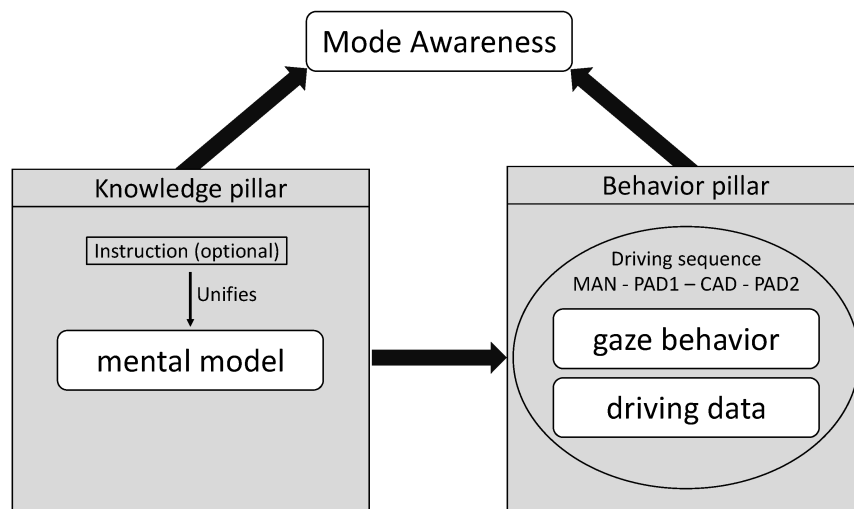 Mode Awareness
Knowledge pillar
Instruction (optional)
Unifies
mental model
Behavior pillar
Driving sequence
MAN - PAD1 – CAD - PAD2
gaze behavior
driving data